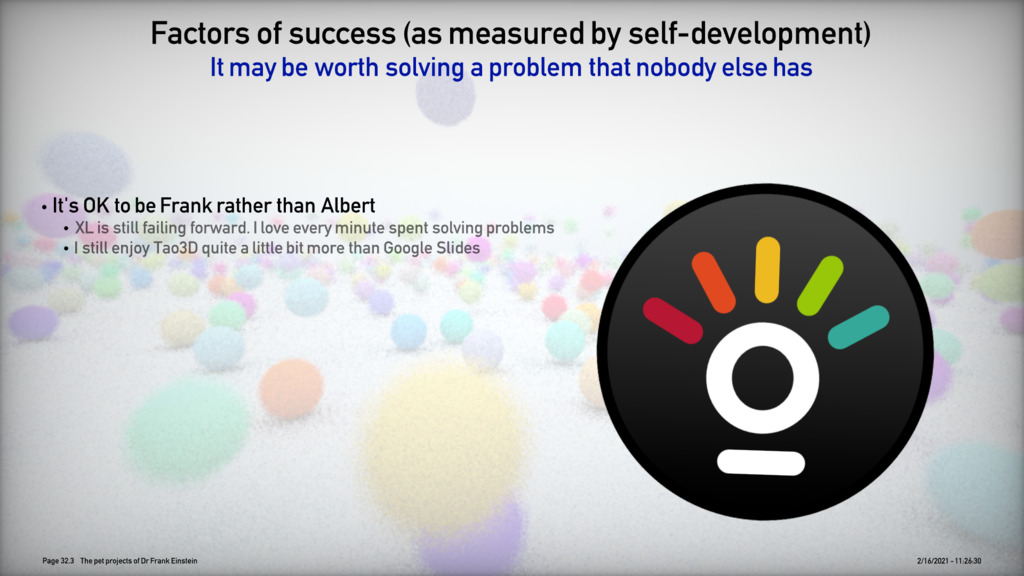 Factors of success (as measured by self-development)
It may be worth solving a problem that nobody else has
• It's OK to be Frank rather than Albert
• XL is still failing forward. I love every minute spent solving problems
• I still enjoy Tao3D quite a little bit more than Google Slides
Page 32.3 The pet projects of Dr Frank Einstein
2/16/2021 - 11:26:30